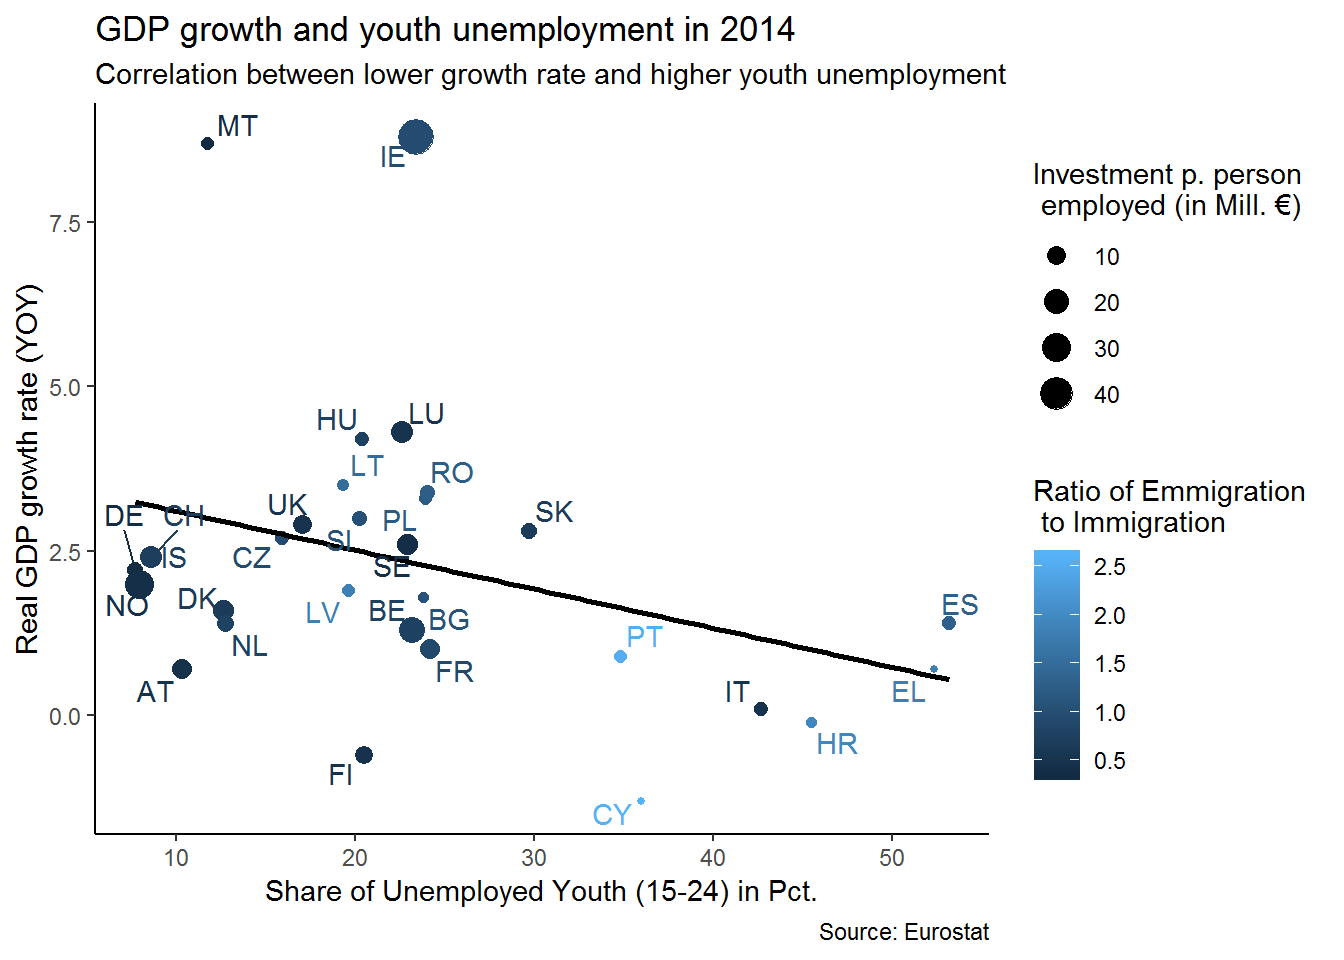 GDP growth and youth unemployment in 2014
Correlation between lower growth rate and higher youth unemployment
Real GDP growth rate (YOY)
7.5
5.0
2.5
0.0
MT
IE
HU
LU
LT
RO
DE
CH
UK
PL
SK
SI
IS
CZ
SE
NO
DK
LV
BE
BG
ES
NL
PT
FR
AT
IT
EL
HR
FI
CY
10
20
30
40
50
Share of Unemployed Youth (15-24) in Pct.
Source: Eurostat
Investment p. person
employed (in Mill. €)
10
20
30
40
Ratio of Emmigration
to Immigration
2.5
2.0
1.5
1.0
0.5